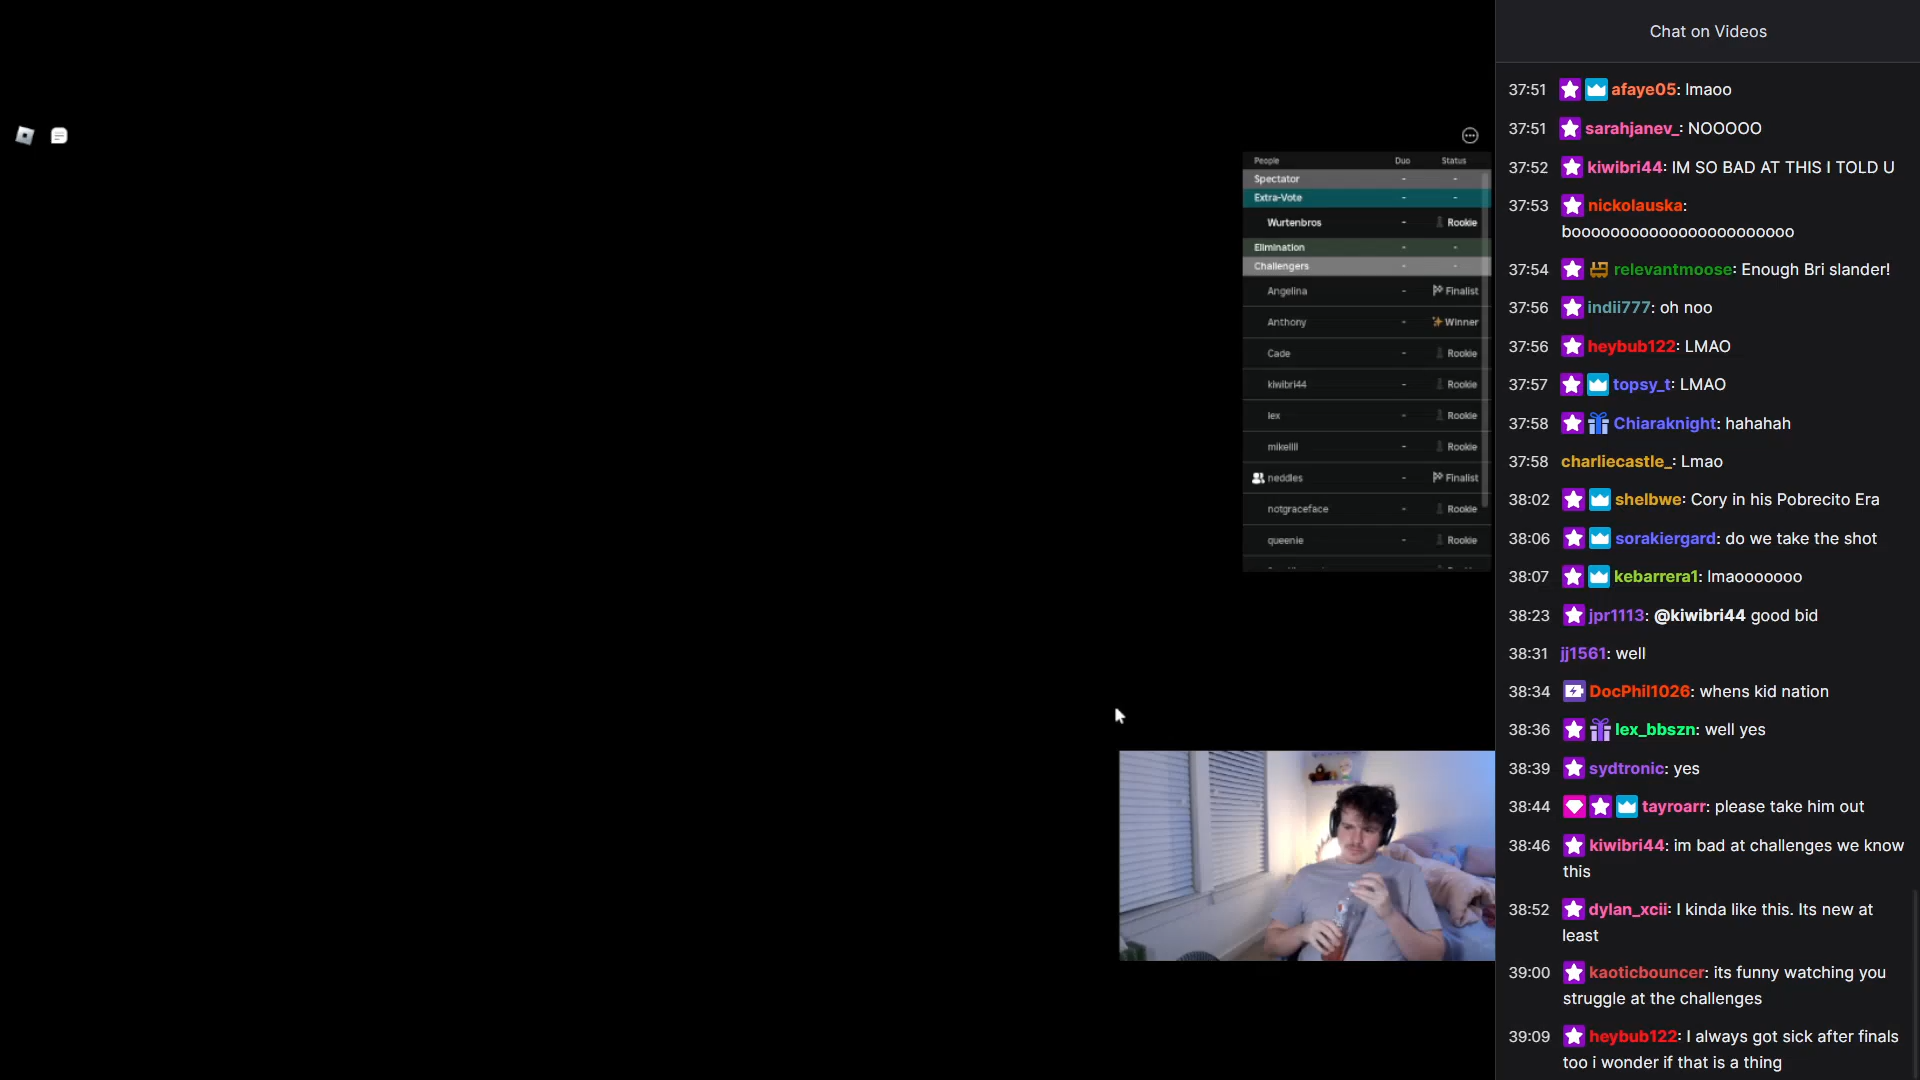 Chat on Videos
People Duo Status
Spectator - -
Extra-Vote - -
Wurtenbros - Rookie
Elimination - -
Challengers - -
Angelina - Finalist
Anthony - Winner
Cade - Rookie
kiwibri44 - Rookie
lex - Rookie
mikellll - Rookie
neddles - Finalist
notgraceface - Rookie
queenie - Rookie
37:51 afaye05: lmaoo
37:51 sarahjanev_: NOOOOO
37:52 kiwibri44: IM SO BAD AT THIS I TOLD U
37:53 nickolauska:
booooooooooooooooooooooo
37:54 relevantmoose: Enough Bri slander!
37:56 indii777: oh noo
37:56 heybub122: LMAO
37:57 topsy_t: LMAO
37:58 Chiaraknight: hahahah
37:58 charliecastle_: Lmao
38:02 shelbwe: Cory in his Pobrecito Era
38:06 sorakiergard: do we take the shot
38:07 kebarrera1: lmaooooooo
38:23 jpr1113: @kiwibri44 good bid
38:31 jj1561: well
38:34 DocPhil1026: whens kid nation
38:36 lex_bbszn: well yes
38:39 sydtronic: yes
38:44 tayroarr: please take him out
38:46 kiwibri44: im bad at challenges we know
this
38:52 dylan_xcii: I kinda like this. Its new at
least
39:00 kaoticbouncer: its funny watching you
struggle at the challenges
39:09 heybub122: I always got sick after finals
too i wonder if that is a thing